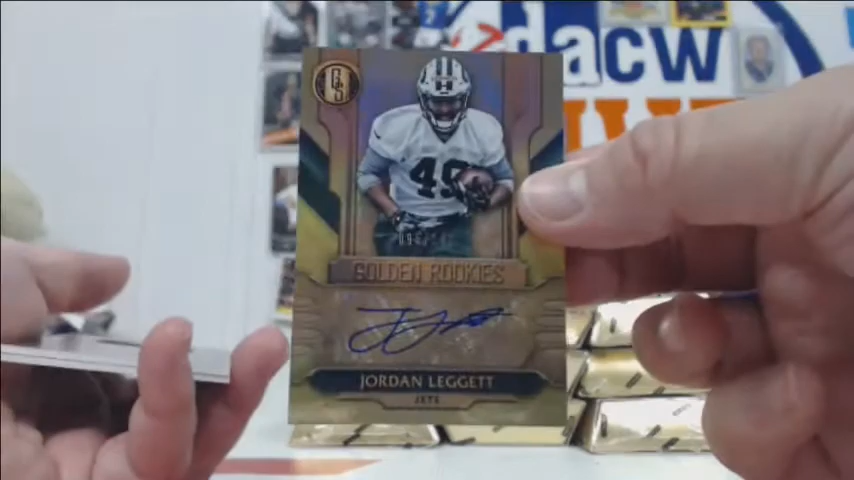 dacW
GS
49
GOLDEN ROOKIES
JORDAN LEGGETT
JETS